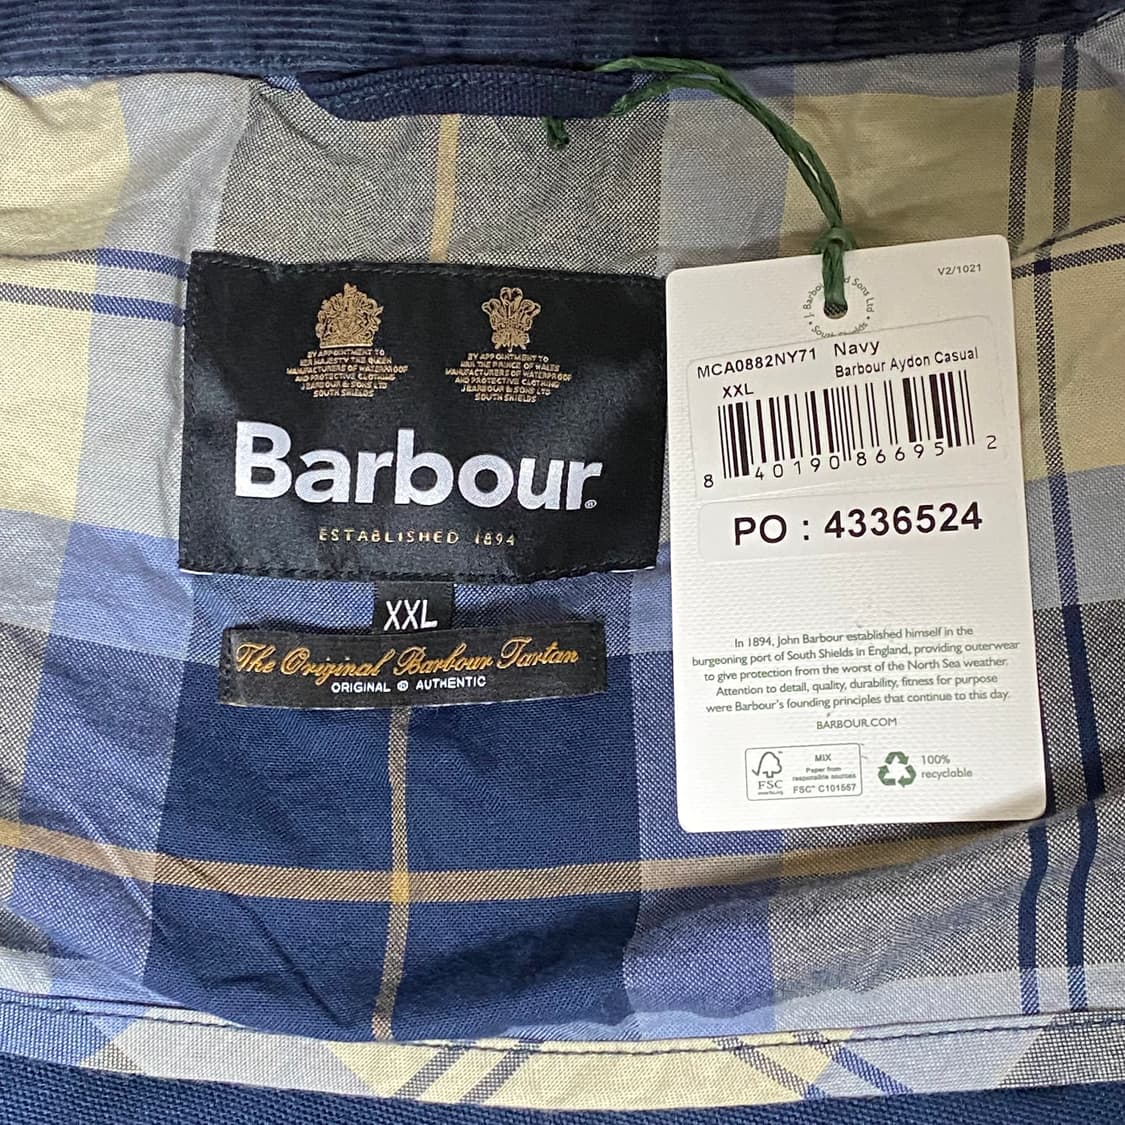 BY APPOINTMENT TO
HER MAJESTY THE QUEEN
MANUFACTURERS OF WATERPROOF
AND PROTECTIVE CLOTHING
J BARBOUR & SONS LTD
SOUTH SHIELDS
BY APPOINTMENT TO
HRH THE PRINCE OF WALES
MANUFACTURERS OF WATERPROOF
AND PROTECTIVE CLOTHING
J BARBOUR & SONS LTD
SOUTH SHIELDS
Barbour®
ESTABLISHED 1894
XXL
The Original Barbour Tartan
ORIGINAL ® AUTHENTIC
V2/1021
MCA0882NY71 Navy
Barbour Aydon Casual
XXL
8 40190 86695 2
PO : 4336524
In 1894, John Barbour established himself in the
burgeoning port of South Shields in England, providing outerwear
to give protection from the worst of the North Sea weather.
Attention to detail, quality, durability, fitness for purpose
were Barbour's founding principles that continue to this day.
BARBOUR.COM
FSC
MIX
Paper from
responsible sources
FSC™ C101557
100%
recyclable